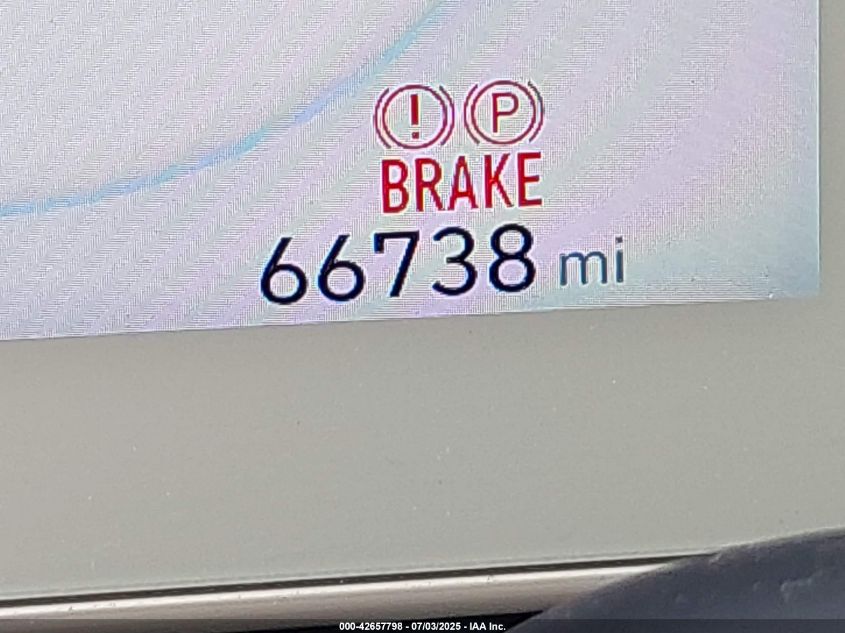 ! P
BRAKE
66738 mi
000-42657798 - 07/03/2025 - IAA Inc.